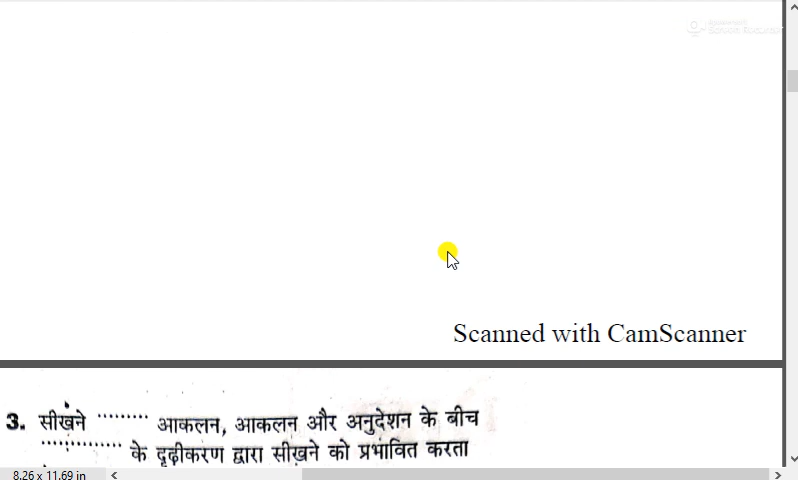 Scanned with CamScanner
3. सीखने ......... आकलन, आकलन और अनुदेशन के बीच
.............. के दृढ़ीकरण द्वारा सीखने को प्रभावित करता
8.26 x 11.69 in